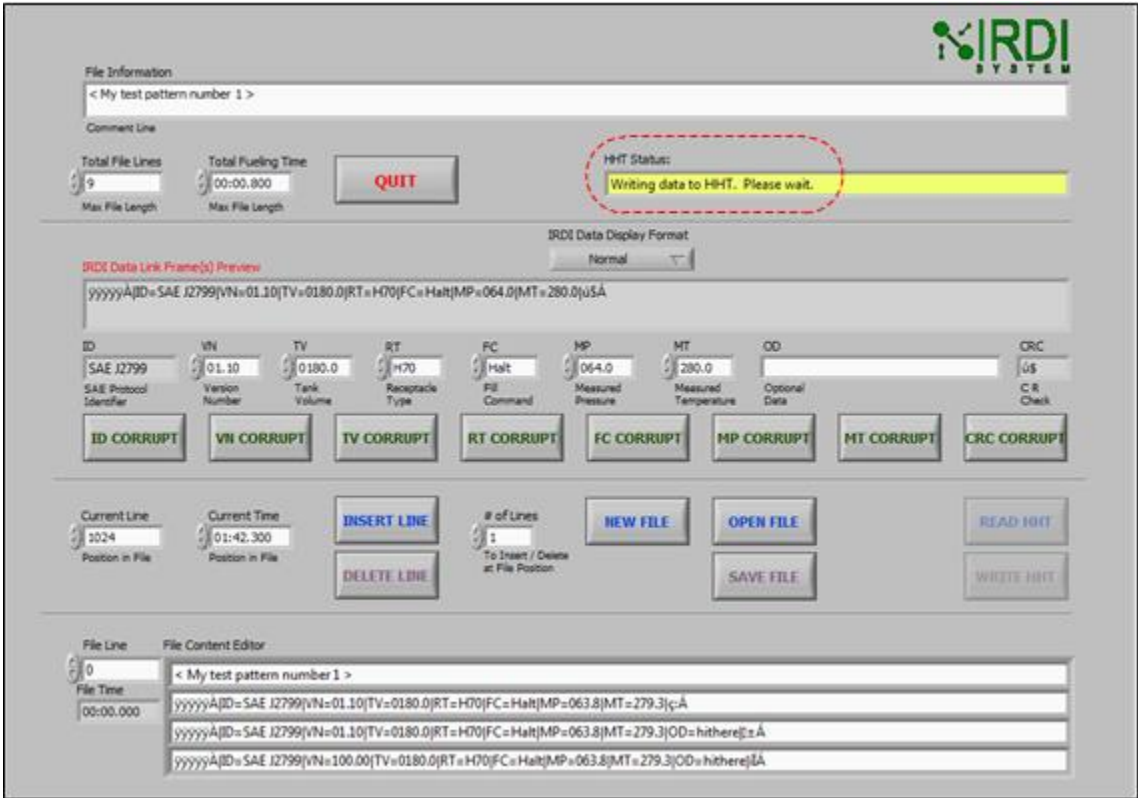 IRDI
SYSTEM
File Information
< My test pattern number 1 >
Comment Line
Total File Lines
9
Max File Length
Total Fueling Time
00:00.800
Max File Length
QUIT
HHT Status:
Writing data to HHT. Please wait.
IRDI Data Display Format
Normal
IRDI Data Link Frame(s) Preview
ÿÿÿÿÿÀ|ID=SAE J2799|VN=01.10|TV=0180.0|RT=H70|FC=Halt|MP=064.0|MT=280.0|ú$Á
ID VN TV RT FC MP MT OD CRC
SAE J2799 01.10 0180.0 H70 Halt 064.0 280.0 ú$
SAE Protocol Identifier
Version Number
Tank Volume
Receptacle Type
Fill Command
Measured Pressure
Measured Temperature
Optional Data
C R Check
ID CORRUPT VN CORRUPT TV CORRUPT RT CORRUPT FC CORRUPT MP CORRUPT MT CORRUPT CRC CORRUPT
Current Line
1024
Position in File
Current Time
01:42.300
Position in File
INSERT LINE
DELETE LINE
# of Lines
1
To Insert / Delete
at File Position
NEW FILE
OPEN FILE
SAVE FILE
READ HHT
WRITE HHT
File Line
0
File Time
00:00.000
File Content Editor
< My test pattern number 1 >
ÿÿÿÿÿÀ|ID=SAE J2799|VN=01.10|TV=0180.0|RT=H70|FC=Halt|MP=063.8|MT=279.3|ç:Á
ÿÿÿÿÿÀ|ID=SAE J2799|VN=01.10|TV=0180.0|RT=H70|FC=Halt|MP=063.8|MT=279.3|OD=hithere|
ÿÿÿÿÿÀ|ID=SAE J2799|VN=100.00|TV=0180.0|RT=H70|FC=Halt|MP=063.8|MT=279.3|OD=hithere|